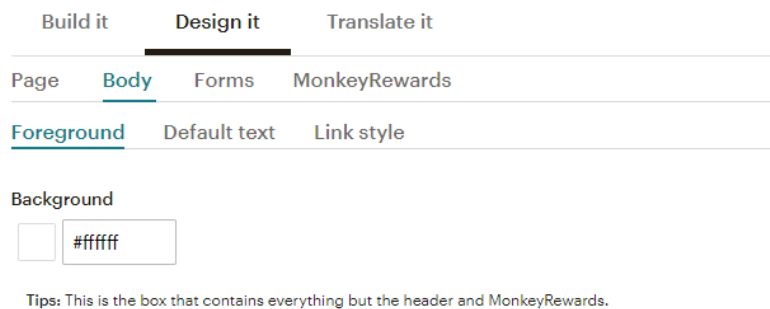 Build it Design it Translate it
Page Body Forms MonkeyRewards
Foreground Default text Link style
Background
#ffffff
Tips: This is the box that contains everything but the header and MonkeyRewards.